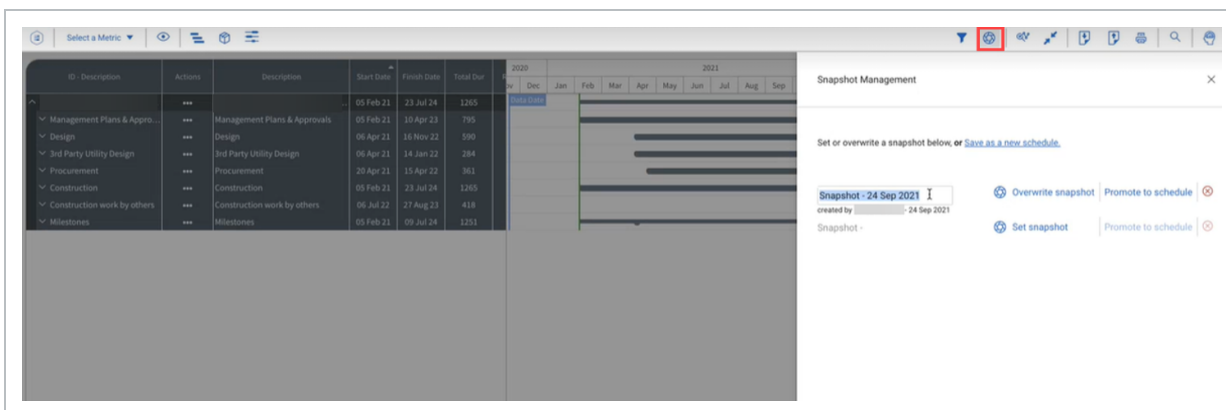 Select a Metric
ID - Description Actions Description Start Date Finish Date Total Dur
2020 2021
Dec Jan Feb Mar Apr May Jun Jul Aug Sep
Data Date
••• 05 Feb 21 23 Jul 24 1265
Management Plans & Appro... ••• Management Plans & Approvals 05 Feb 21 10 Apr 23 795
Design ••• Design 06 Apr 21 16 Nov 22 590
3rd Party Utility Design ••• 3rd Party Utility Design 06 Apr 21 14 Jan 22 284
Procurement ••• Procurement 20 Apr 21 15 Apr 22 361
Construction ••• Construction 05 Feb 21 23 Jul 24 1265
Construction work by others ••• Construction work by others 06 Jul 22 27 Aug 23 418
Milestones ••• Milestones 05 Feb 21 09 Jul 24 1251
Snapshot Management
Set or overwrite a snapshot below, or Save as a new schedule.
Snapshot - 24 Sep 2021 Overwrite snapshot Promote to schedule
created by - 24 Sep 2021
Snapshot - Set snapshot Promote to schedule